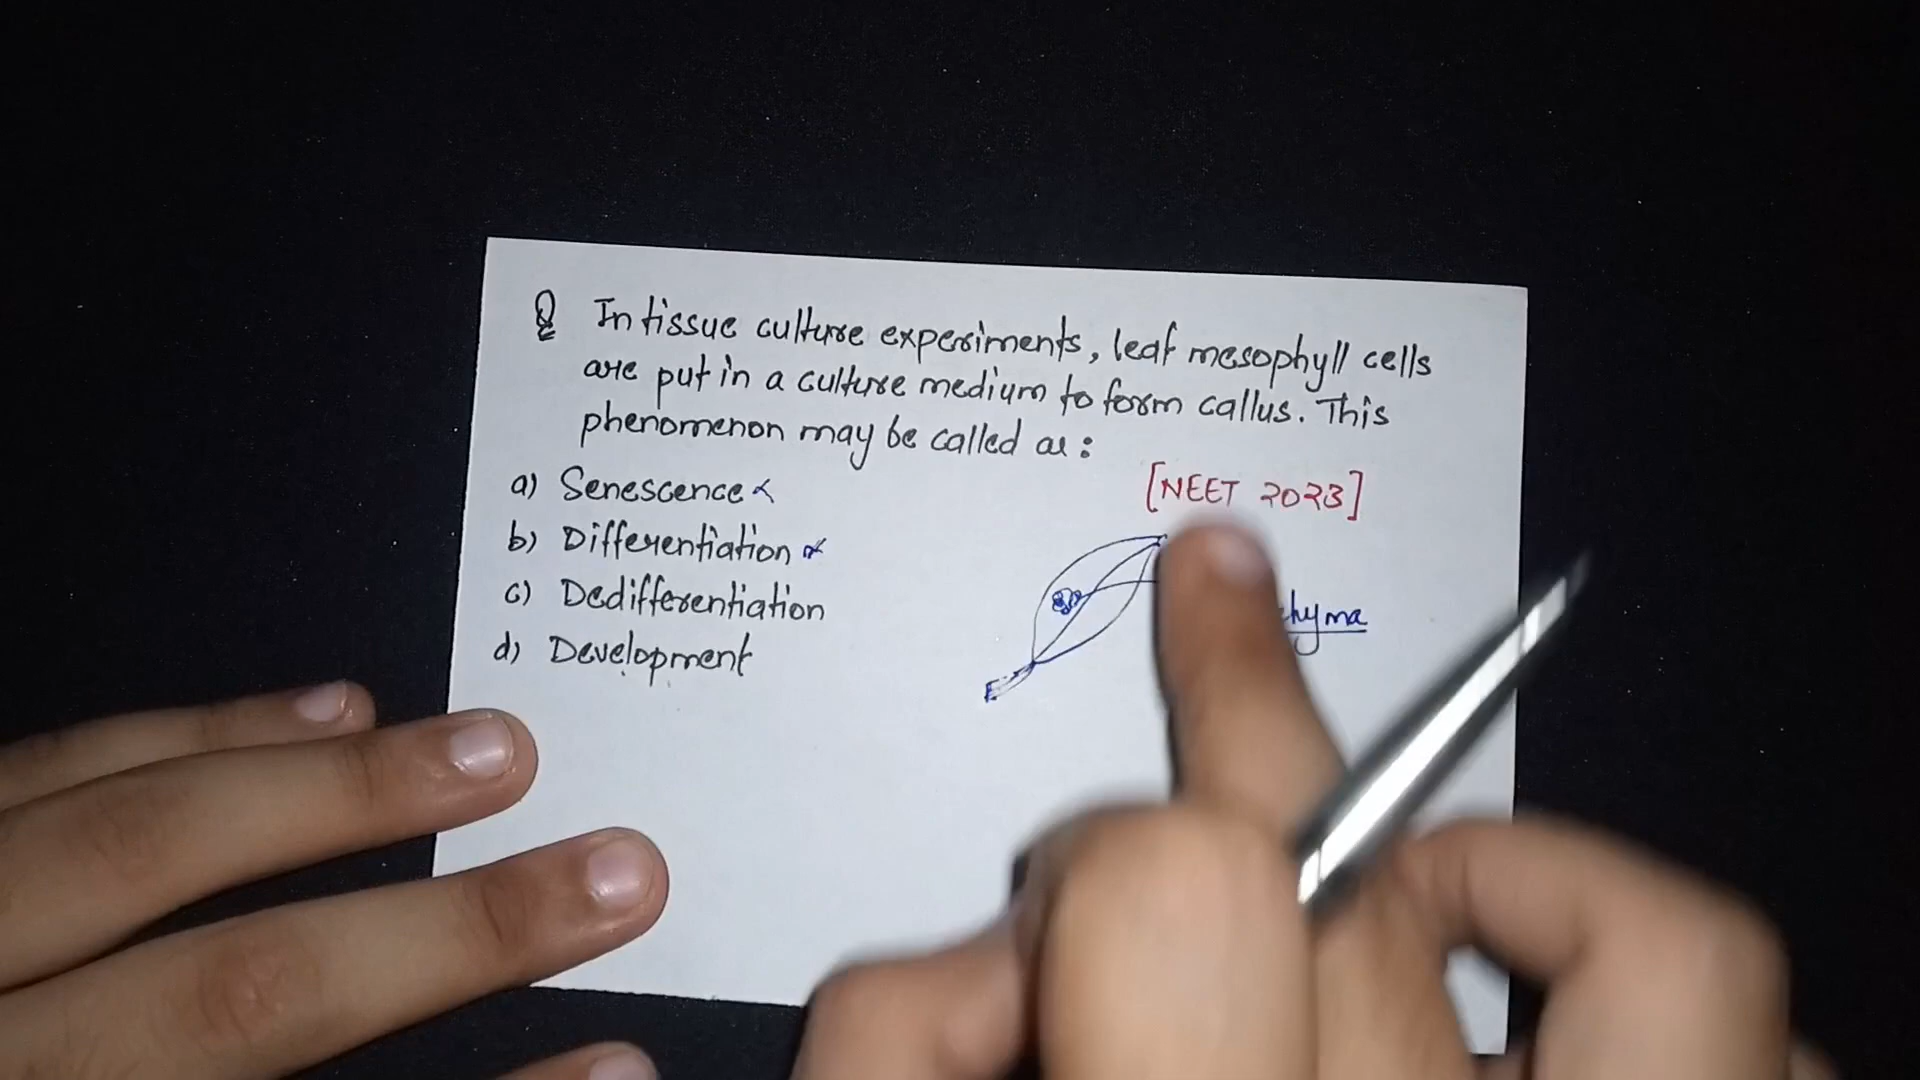 Q In tissue culture experiments, leaf mesophyll cells
are put in a culture medium to form callus. This
phenomenon may be called as:
[NEET 2023]
a) Senescence
b) Differentiation
c) Dedifferentiation
d) Development